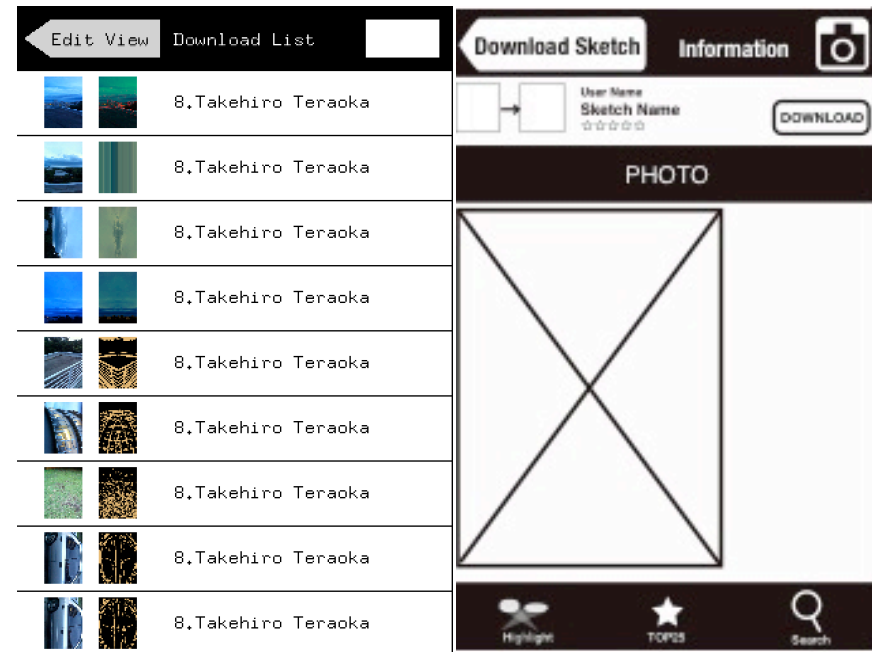 Edit View
Download List
8.Takehiro Teraoka
8.Takehiro Teraoka
8.Takehiro Teraoka
8.Takehiro Teraoka
8.Takehiro Teraoka
8.Takehiro Teraoka
8.Takehiro Teraoka
8.Takehiro Teraoka
8.Takehiro Teraoka
Download Sketch
Information
User Name
Sketch Name
DOWNLOAD
PHOTO
Highlight
TOP25
Search